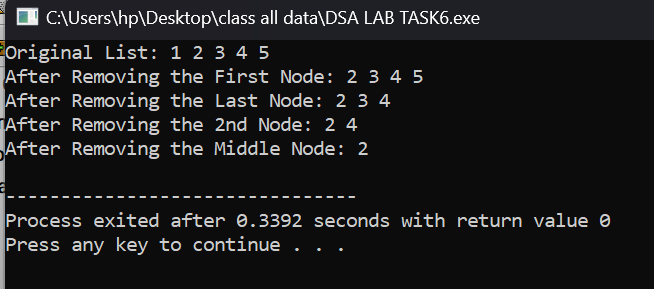 C:\Users\hp\Desktop\class all data\DSA LAB TASK6.exe
Original List: 1 2 3 4 5
After Removing the First Node: 2 3 4 5
After Removing the Last Node: 2 3 4
After Removing the 2nd Node: 2 4
After Removing the Middle Node: 2
--------------------------------
Process exited after 0.3392 seconds with return value 0
Press any key to continue . . .